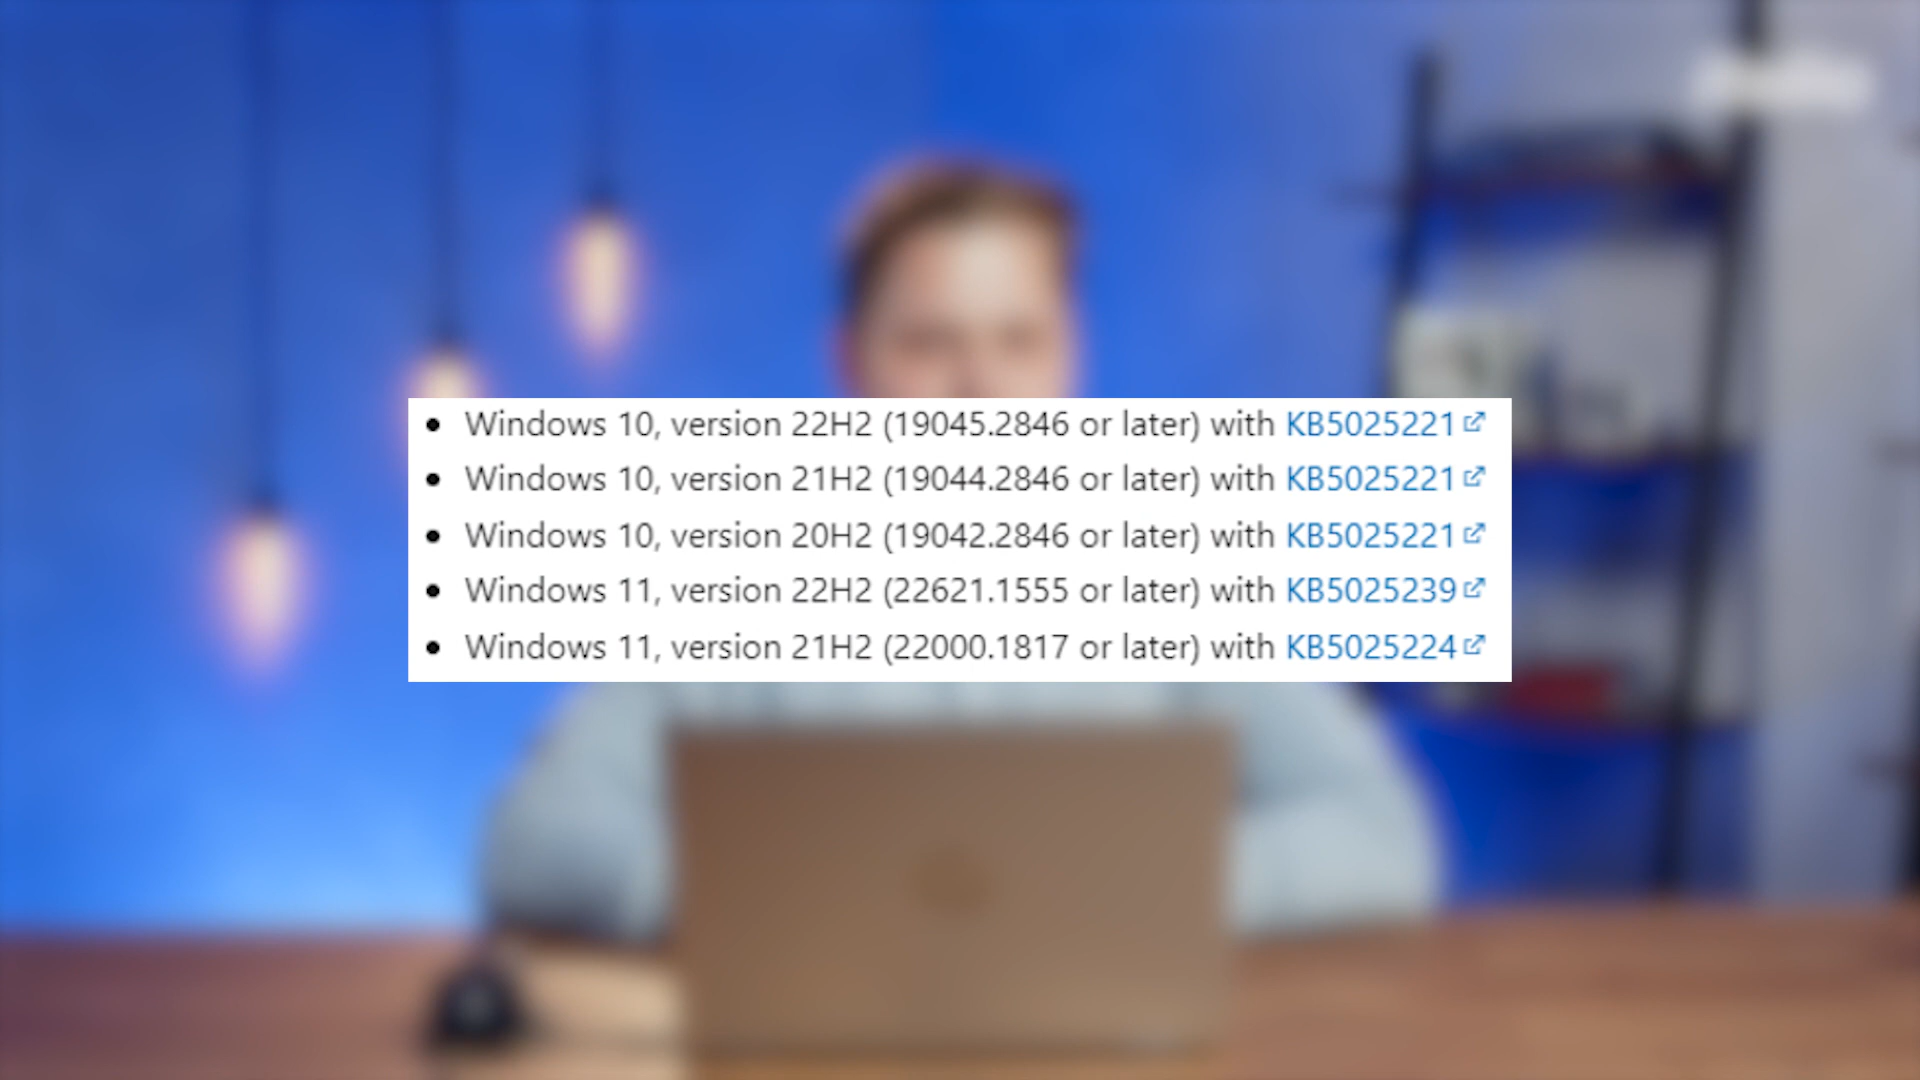 • Windows 10, version 22H2 (19045.2846 or later) with KB5025221
• Windows 10, version 21H2 (19044.2846 or later) with KB5025221
• Windows 10, version 20H2 (19042.2846 or later) with KB5025221
• Windows 11, version 22H2 (22621.1555 or later) with KB5025239
• Windows 11, version 21H2 (22000.1817 or later) with KB5025224